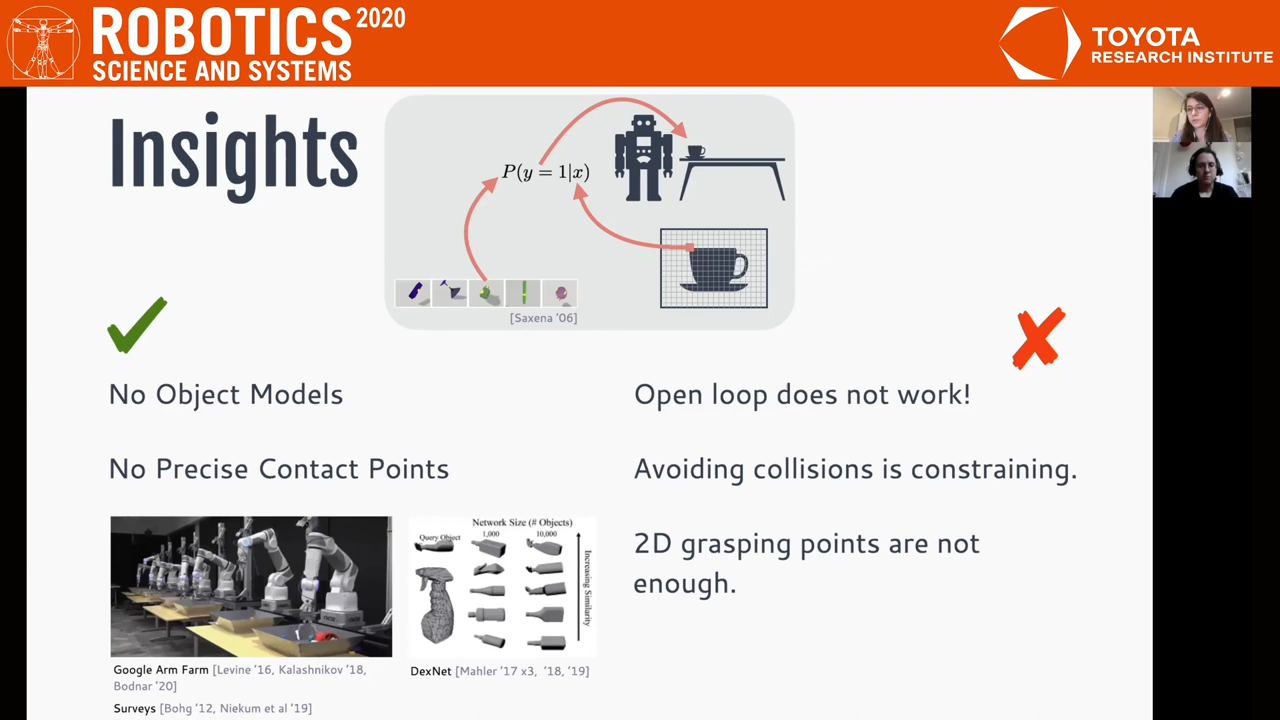 ROBOTICS 2020
SCIENCE AND SYSTEMS
TOYOTA
RESEARCH INSTITUTE
Insights
P(y = 1|x)
[Saxena '06]
No Object Models
No Precise Contact Points
Open loop does not work!
Avoiding collisions is constraining.
2D grasping points are not
enough.
Network Size (# Objects)
Query Object
1,000
10,000
Increasing Similarity
Google Arm Farm [Levine '16, Kalashnikov '18,
Bodnar '20]
DexNet [Mahler '17 x3, '18, '19]
Surveys [Bohg '12, Niekum et al '19]